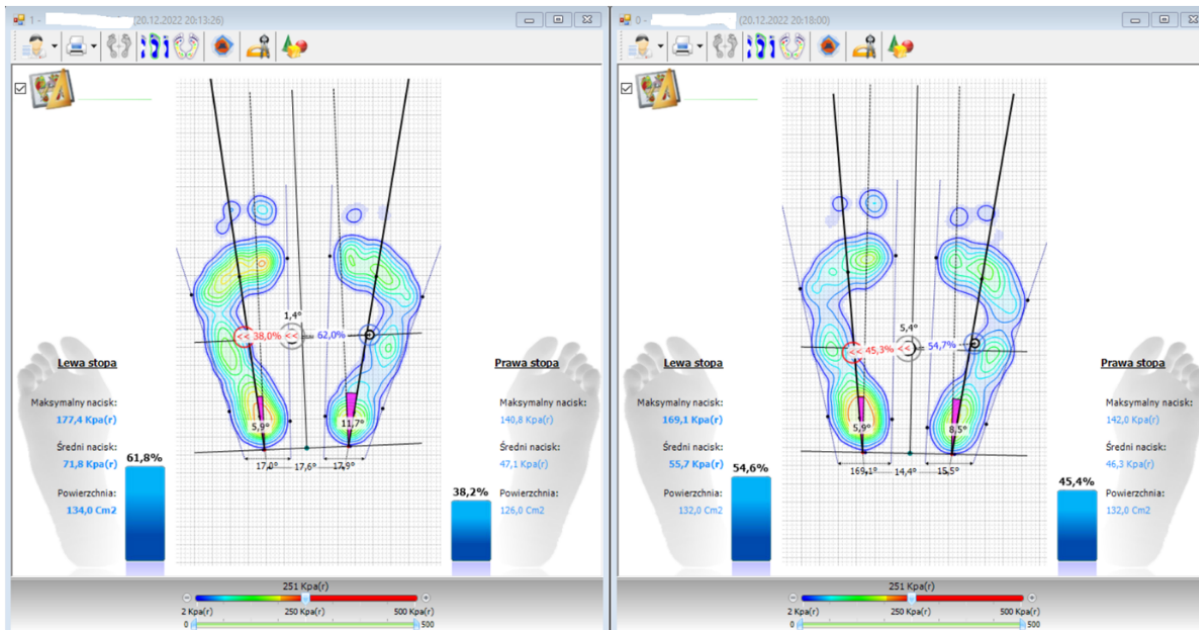 1 - (20.12.2022 20:13:26)
1,4°
<< 38,0% << 62,0%
Lewa stopa
Prawa stopa
Maksymalny nacisk:
177,4 Kpa(r)
Maksymalny nacisk:
140,8 Kpa(r)
5,9°
11,7°
Średni nacisk:
71,8 Kpa(r)
Średni nacisk:
47,1 Kpa(r)
61,8%
17,0°
17,6°
17,9°
Powierzchnia:
134,0 Cm2
38,2%
Powierzchnia:
126,0 Cm2
251 Kpa(r)
2 Kpa(r)
250 Kpa(r)
500 Kpa(r)
0
500
0 - (20.12.2022 20:18:00)
5,4°
<< 45,3% << 54,7%
Lewa stopa
Prawa stopa
Maksymalny nacisk:
169,1 Kpa(r)
Maksymalny nacisk:
142,0 Kpa(r)
5,9°
8,5°
Średni nacisk:
55,7 Kpa(r)
Średni nacisk:
46,3 Kpa(r)
54,6%
169,1°
14,4°
15,5°
Powierzchnia:
132,0 Cm2
45,4%
Powierzchnia:
132,0 Cm2
251 Kpa(r)
2 Kpa(r)
250 Kpa(r)
500 Kpa(r)
0
500